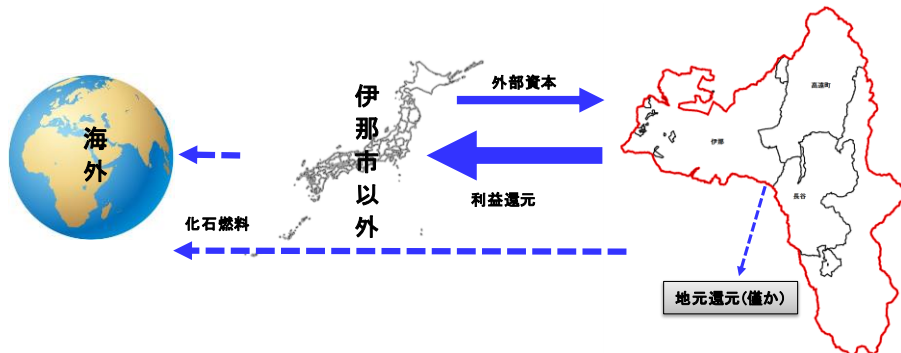 海外
伊那市以外
外部資本
利益還元
化石燃料
高遠町
伊那
長谷
地元還元(僅か)